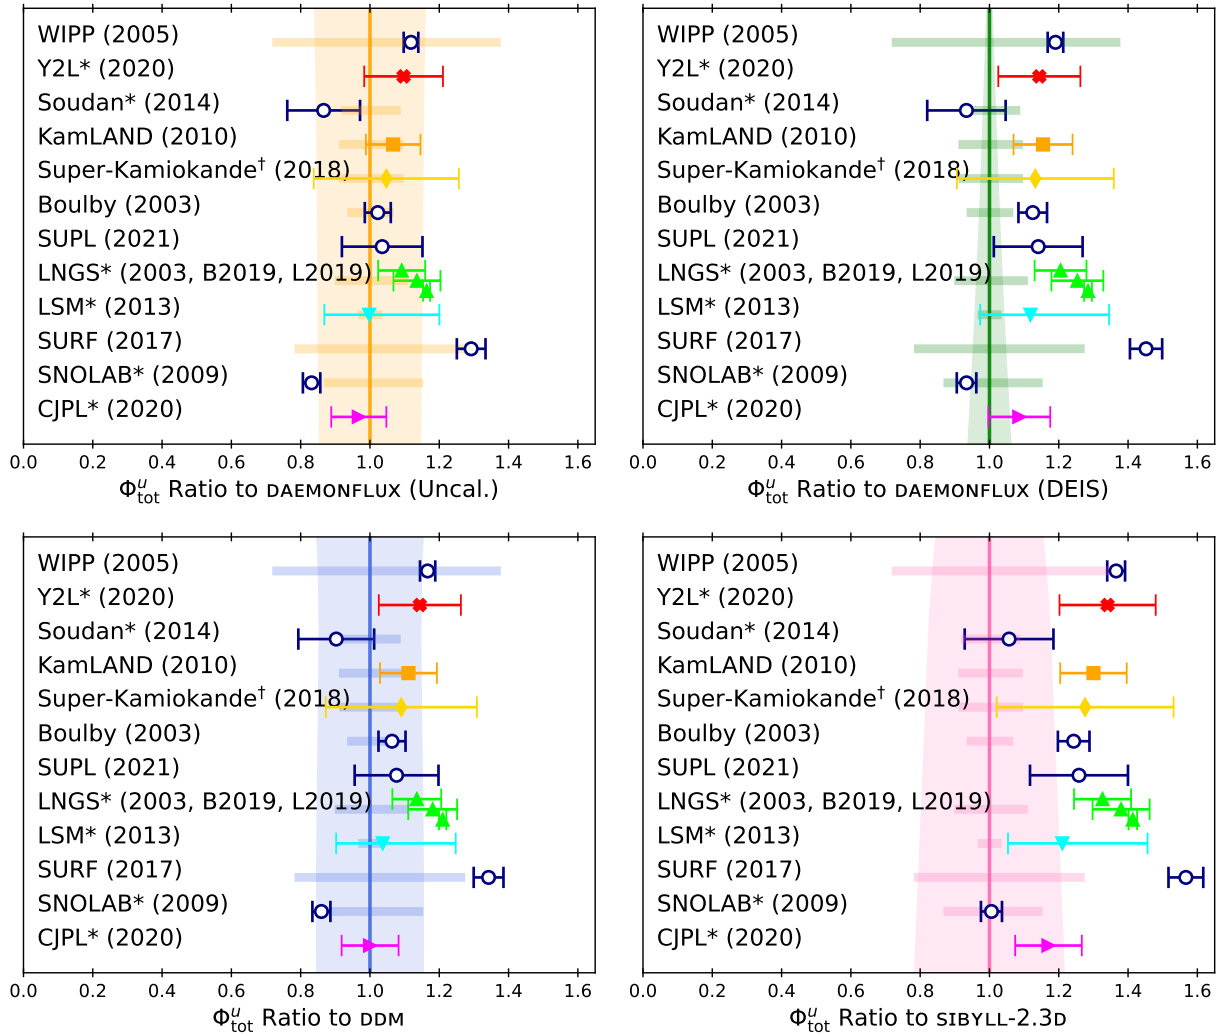 WIPP (2005)
Y2L* (2020)
Soudan* (2014)
KamLAND (2010)
Super-Kamiokande† (2018)
Boulby (2003)
SUPL (2021)
LNGS* (2003, B2019, L2019)
LSM* (2013)
SURF (2017)
SNOLAB* (2009)
CJPL* (2020)
0.0 0.2 0.4 0.6 0.8 1.0 1.2 1.4 1.6
Φᵘtot Ratio to DAEMONFLUX (Uncal.)
WIPP (2005)
Y2L* (2020)
Soudan* (2014)
KamLAND (2010)
Super-Kamiokande† (2018)
Boulby (2003)
SUPL (2021)
LNGS* (2003, B2019, L2019)
LSM* (2013)
SURF (2017)
SNOLAB* (2009)
CJPL* (2020)
0.0 0.2 0.4 0.6 0.8 1.0 1.2 1.4 1.6
Φᵘtot Ratio to DAEMONFLUX (DEIS)
WIPP (2005)
Y2L* (2020)
Soudan* (2014)
KamLAND (2010)
Super-Kamiokande† (2018)
Boulby (2003)
SUPL (2021)
LNGS* (2003, B2019, L2019)
LSM* (2013)
SURF (2017)
SNOLAB* (2009)
CJPL* (2020)
0.0 0.2 0.4 0.6 0.8 1.0 1.2 1.4 1.6
Φᵘtot Ratio to DDM
WIPP (2005)
Y2L* (2020)
Soudan* (2014)
KamLAND (2010)
Super-Kamiokande† (2018)
Boulby (2003)
SUPL (2021)
LNGS* (2003, B2019, L2019)
LSM* (2013)
SURF (2017)
SNOLAB* (2009)
CJPL* (2020)
0.0 0.2 0.4 0.6 0.8 1.0 1.2 1.4 1.6
Φᵘtot Ratio to SIBYLL-2.3D